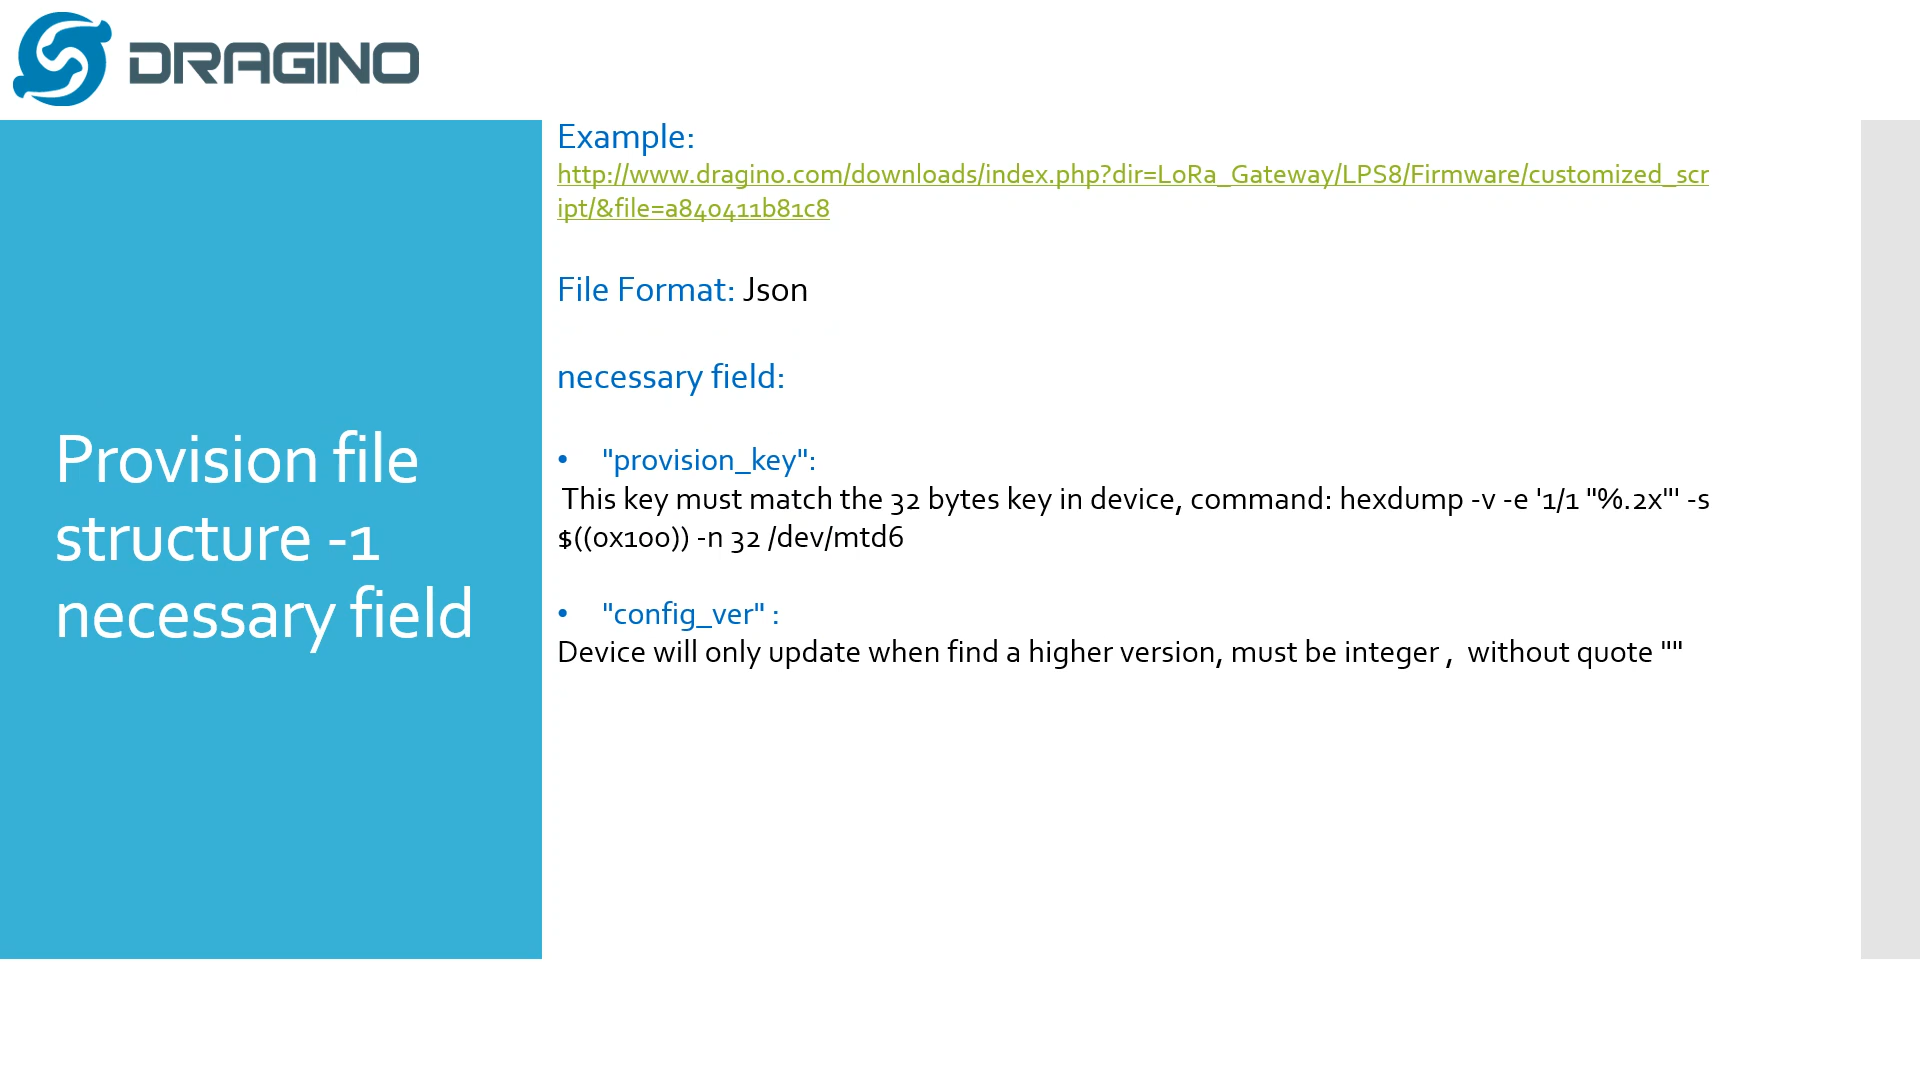 DRAGINO
Provision file
structure -1
necessary field
Example:
http://www.dragino.com/downloads/index.php?dir=LoRa_Gateway/LPS8/Firmware/customized_scr
ipt/&file=a840411b81c8
File Format: Json
necessary field:
• "provision_key":
This key must match the 32 bytes key in device, command: hexdump -v -e '1/1 "%.2x"' -s
$((0x100)) -n 32 /dev/mtd6
• "config_ver" :
Device will only update when find a higher version, must be integer ,  without quote ""